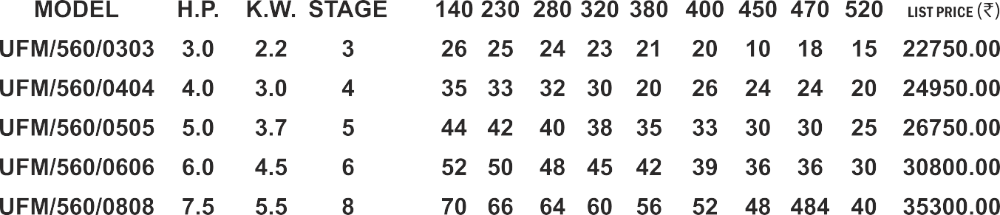 MODEL H.P. K.W. STAGE 140 230 280 320 380 400 450 470 520 LIST PRICE (₹)
UFM/560/0303 3.0 2.2 3 26 25 24 23 21 20 10 18 15 22750.00
UFM/560/0404 4.0 3.0 4 35 33 32 30 20 26 24 24 20 24950.00
UFM/560/0505 5.0 3.7 5 44 42 40 38 35 33 30 30 25 26750.00
UFM/560/0606 6.0 4.5 6 52 50 48 45 42 39 36 36 30 30800.00
UFM/560/0808 7.5 5.5 8 70 66 64 60 56 52 48 484 40 35300.00